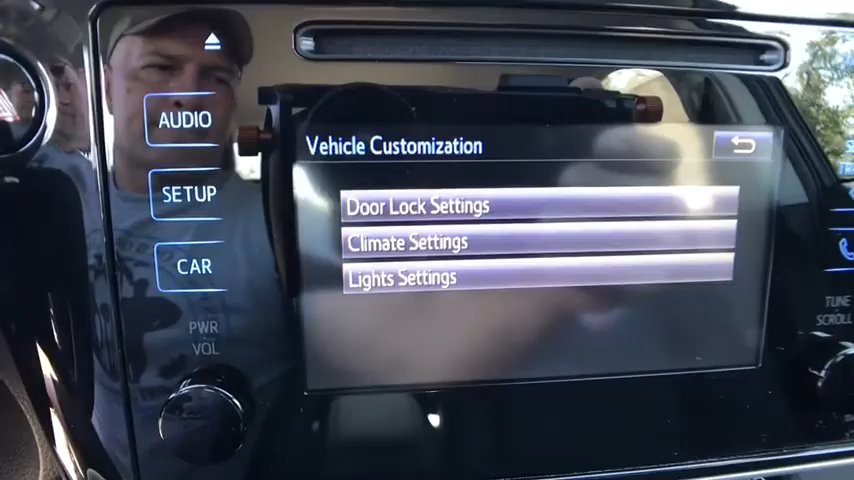 AUDIO
SETUP
CAR
PWR
VOL
Vehicle Customization
Door Lock Settings
Climate Settings
Lights Settings
TUNE
SCROLL